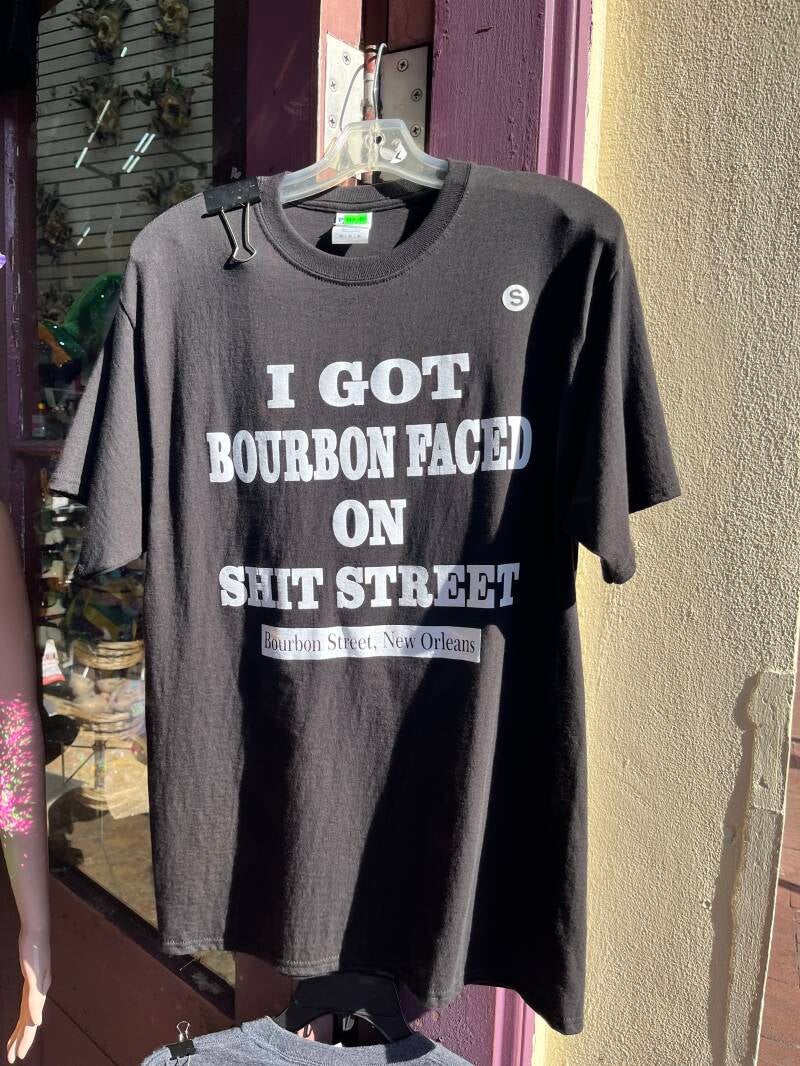 L
S
I GOT
BOURBON FACED
ON
SHIT STREET
Bourbon Street, New Orleans